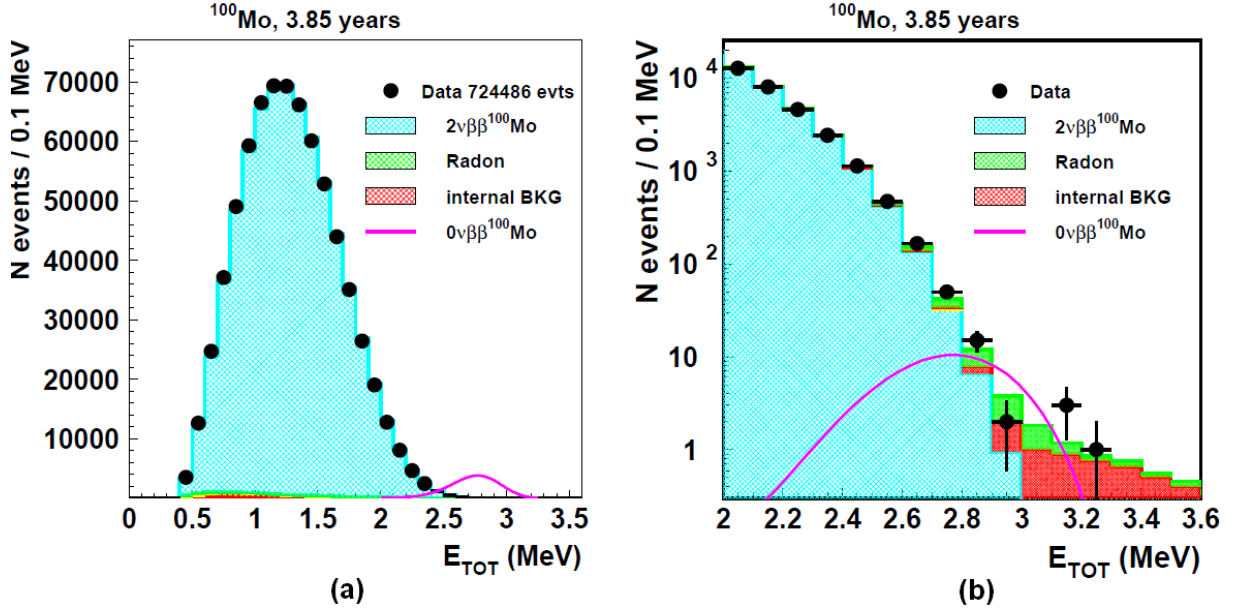 ¹⁰⁰Mo, 3.85 years
N events / 0.1 MeV
70000
60000
50000
40000
30000
20000
10000
Data 724486 evts
2νββ¹⁰⁰Mo
Radon
internal BKG
0νββ¹⁰⁰Mo
0 0.5 1 1.5 2 2.5 3 3.5
E_TOT (MeV)
(a)
¹⁰⁰Mo, 3.85 years
N events / 0.1 MeV
10⁴
10³
10²
10
1
Data
2νββ¹⁰⁰Mo
Radon
internal BKG
0νββ¹⁰⁰Mo
2 2.2 2.4 2.6 2.8 3 3.2 3.4 3.6
E_TOT (MeV)
(b)